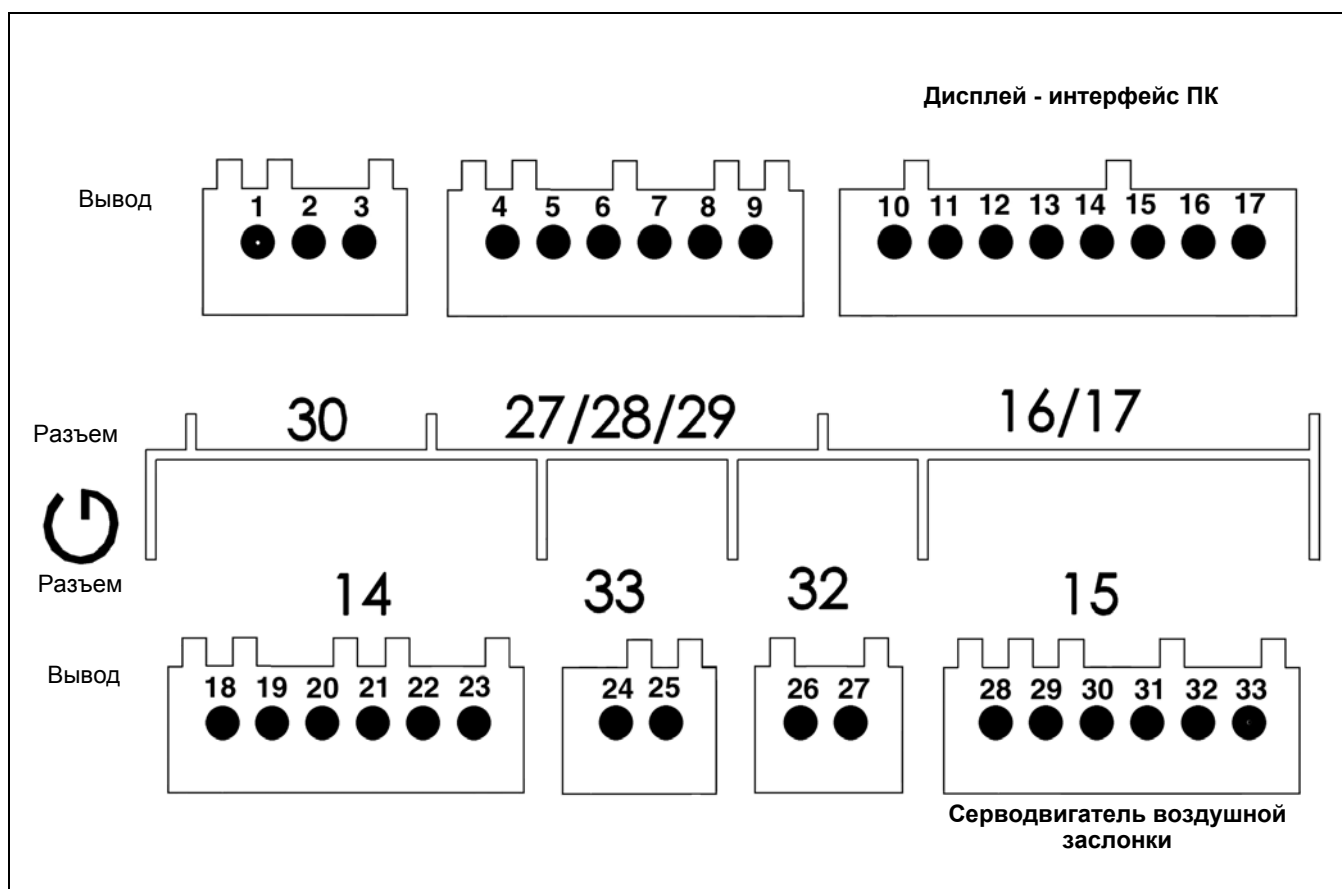 Дисплей - интерфейс ПК
Вывод
1 2 3 4 5 6 7 8 9 10 11 12 13 14 15 16 17
Разъем
30 27/28/29 16/17
Разъем
14 33 32 15
Вывод
18 19 20 21 22 23 24 25 26 27 28 29 30 31 32 33
Серводвигатель воздушной
заслонки